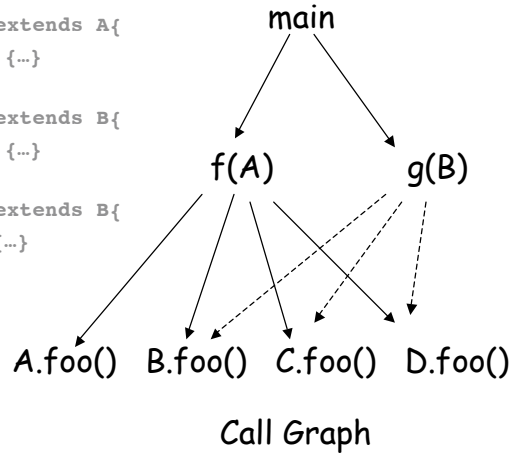 extends A{
{…}
extends B{
{…}
extends B{
{…}
main
f(A) g(B)
A.foo() B.foo() C.foo() D.foo()
Call Graph